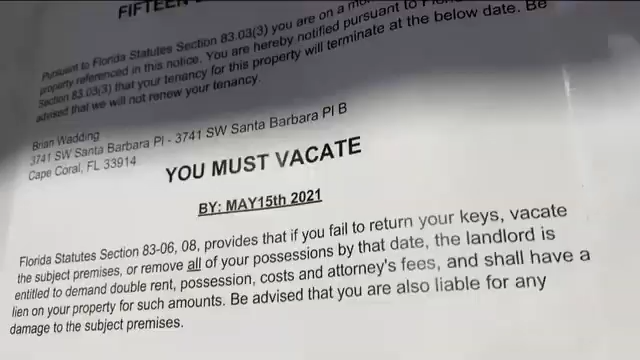 FIFTEEN
Pursuant to Florida Statutes Section 83.03(3) you are on a
property referenced in this notice. You are hereby notified pursuant to
Section 83.03(3) that your tenancy for this property will terminate at the below date. Be
advised that we will not renew your tenancy.
Brian Wadding
3741 SW Santa Barbara Pl - 3741 SW Santa Barbara Pl B
Cape Coral, FL 33914
YOU MUST VACATE
BY: MAY15th 2021
Florida Statutes Section 83-06, 08, provides that if you fail to return your keys, vacate
the subject premises, or remove all of your possessions by that date, the landlord is
entitled to demand double rent, possession, costs and attorney's fees, and shall have a
lien on your property for such amounts. Be advised that you are also liable for any
damage to the subject premises.